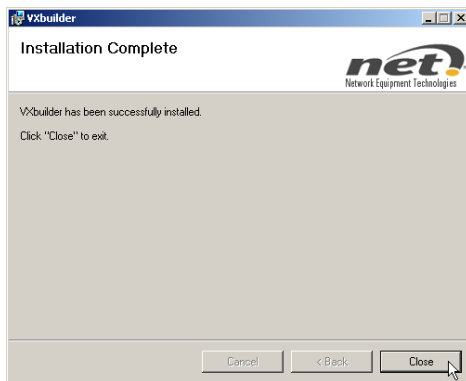 VXbuilder
Installation Complete
net
Network Equipment Technologies
VXbuilder has been successfully installed.
Click "Close" to exit.
Cancel
< Back
Close